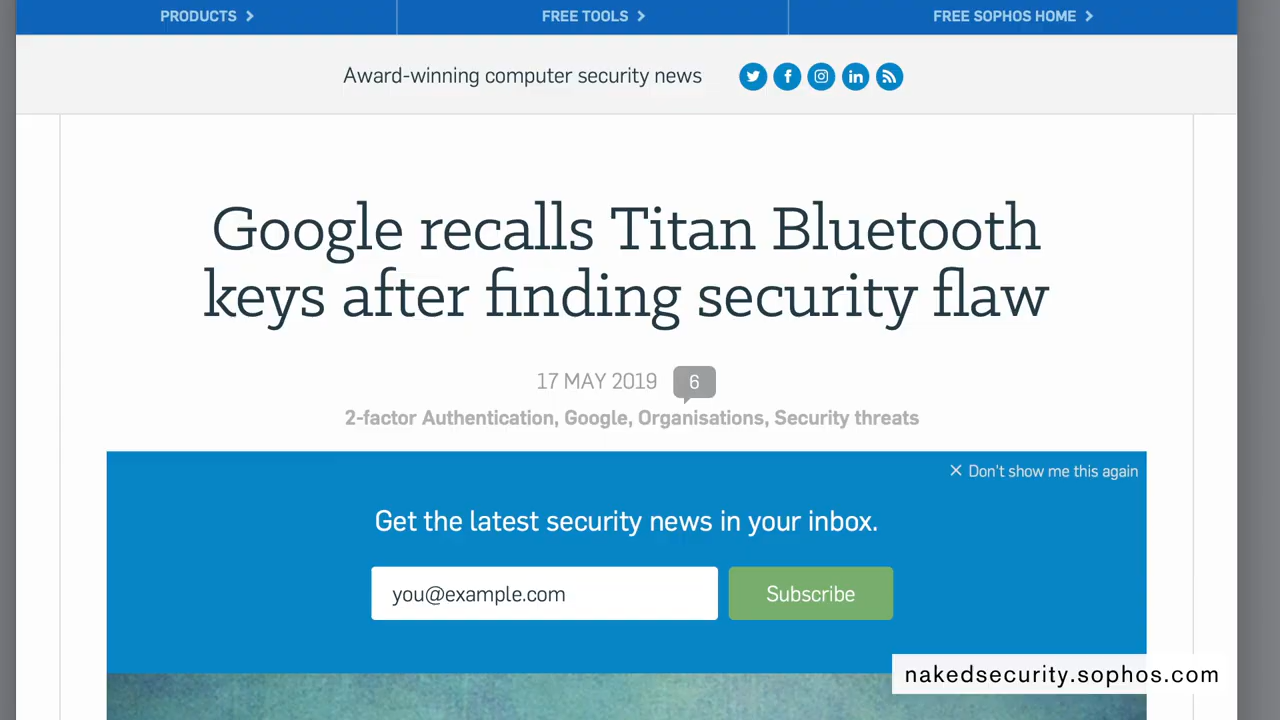 PRODUCTS
FREE TOOLS
FREE SOPHOS HOME
Award-winning computer security news
Google recalls Titan Bluetooth
keys after finding security flaw
17 MAY 2019
6
2-factor Authentication, Google, Organisations, Security threats
Don't show me this again
Get the latest security news in your inbox.
you@example.com
Subscribe
nakedsecurity.sophos.com